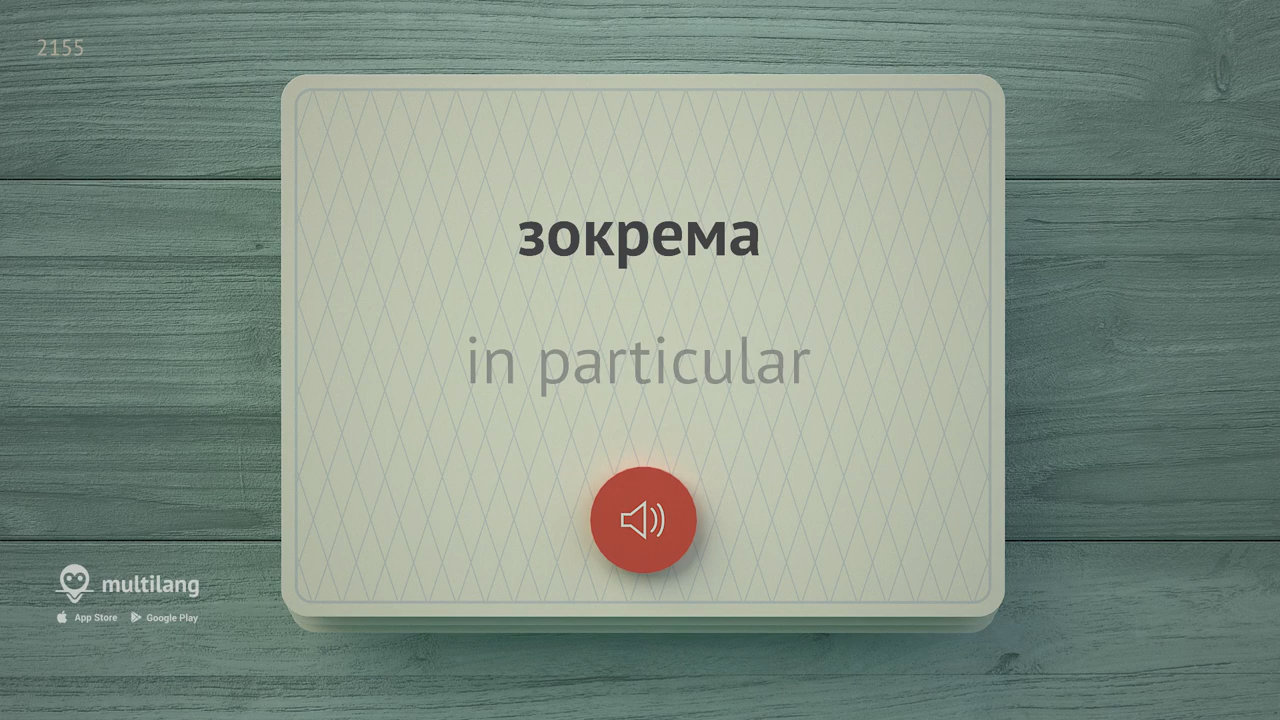 2155
зокрема
in particular
multilang
App Store Google Play